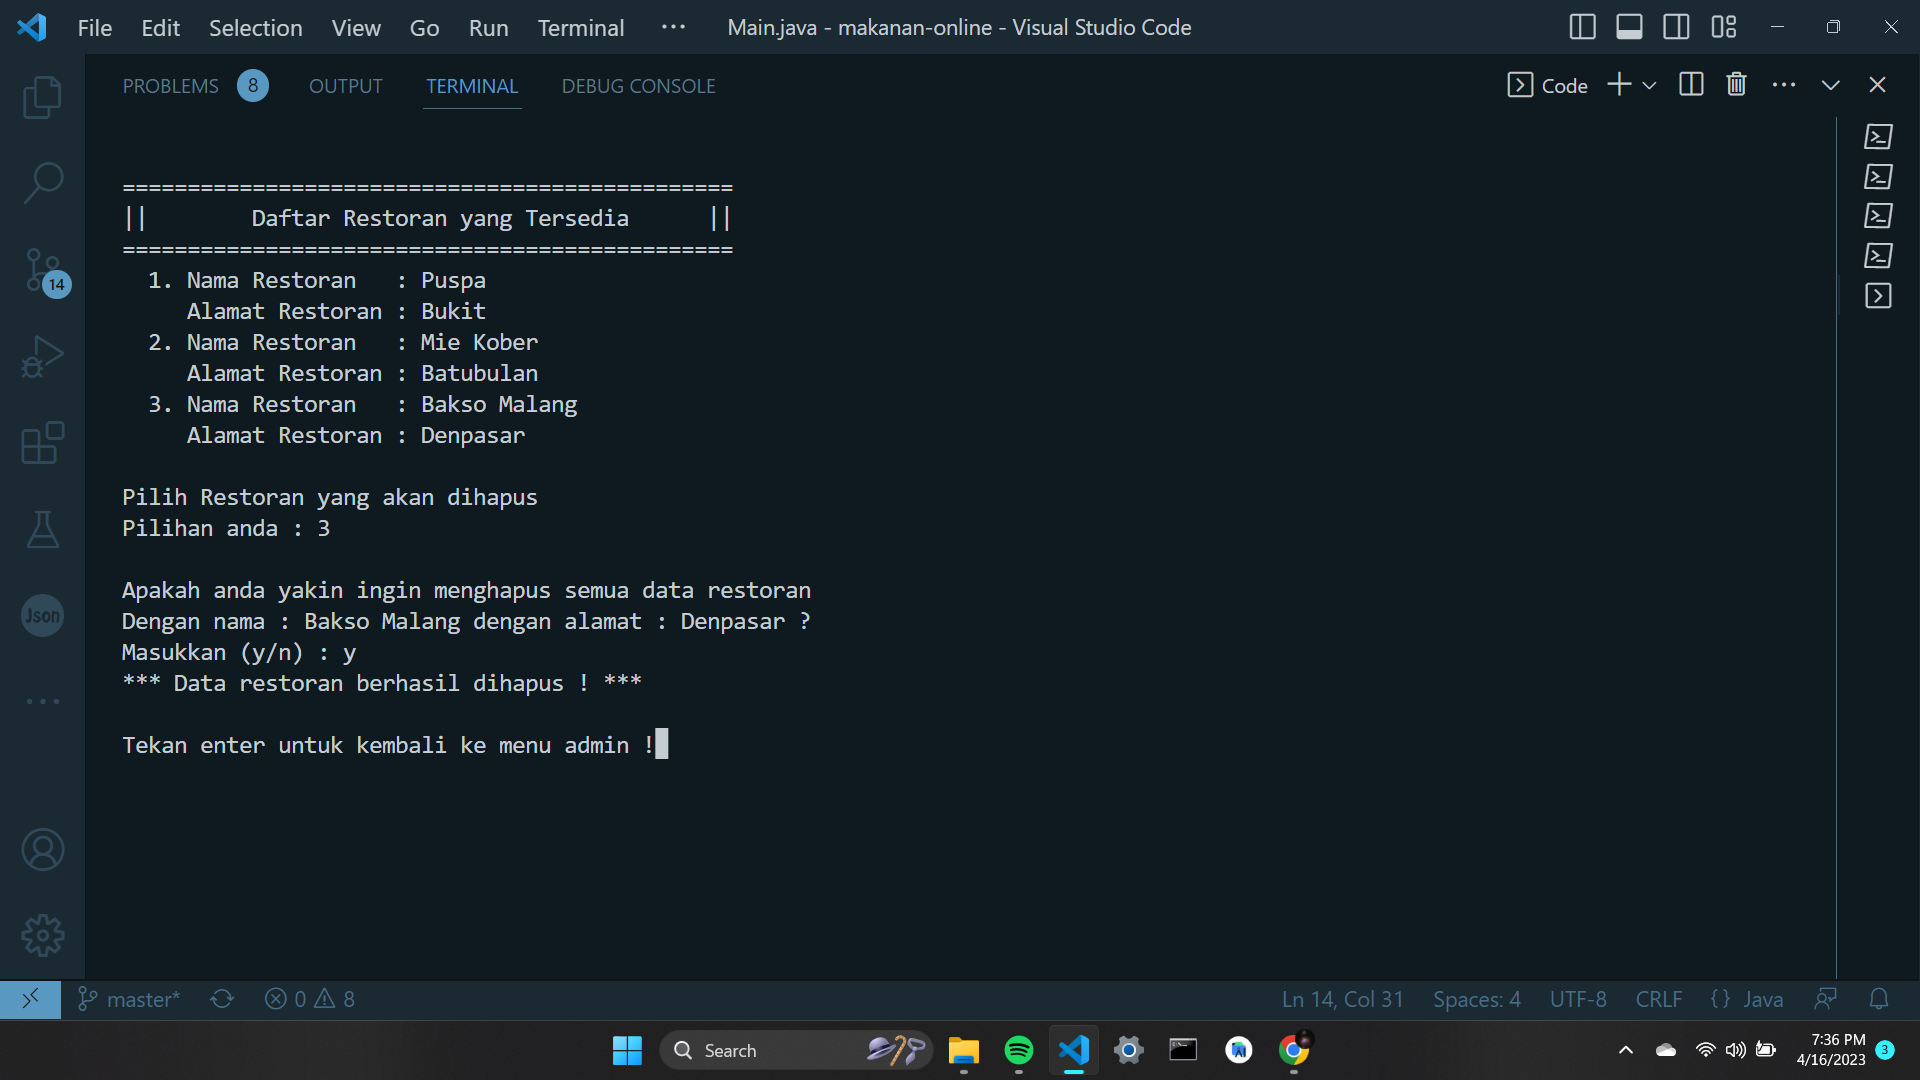 File Edit Selection View Go Run Terminal ··· Main.java - makanan-online - Visual Studio Code
PROBLEMS 8 OUTPUT TERMINAL DEBUG CONSOLE Code
===============================================
||        Daftar Restoran yang Tersedia      ||
===============================================
1. Nama Restoran   : Puspa
Alamat Restoran : Bukit
2. Nama Restoran   : Mie Kober
Alamat Restoran : Batubulan
3. Nama Restoran   : Bakso Malang
Alamat Restoran : Denpasar
Pilih Restoran yang akan dihapus
Pilihan anda : 3
Apakah anda yakin ingin menghapus semua data restoran
Dengan nama : Bakso Malang dengan alamat : Denpasar ?
Masukkan (y/n) : y
*** Data restoran berhasil dihapus ! ***
Tekan enter untuk kembali ke menu admin !
14
Json
master* 0 8 Ln 14, Col 31 Spaces: 4 UTF-8 CRLF {} Java
Search
7:36 PM
4/16/2023 3